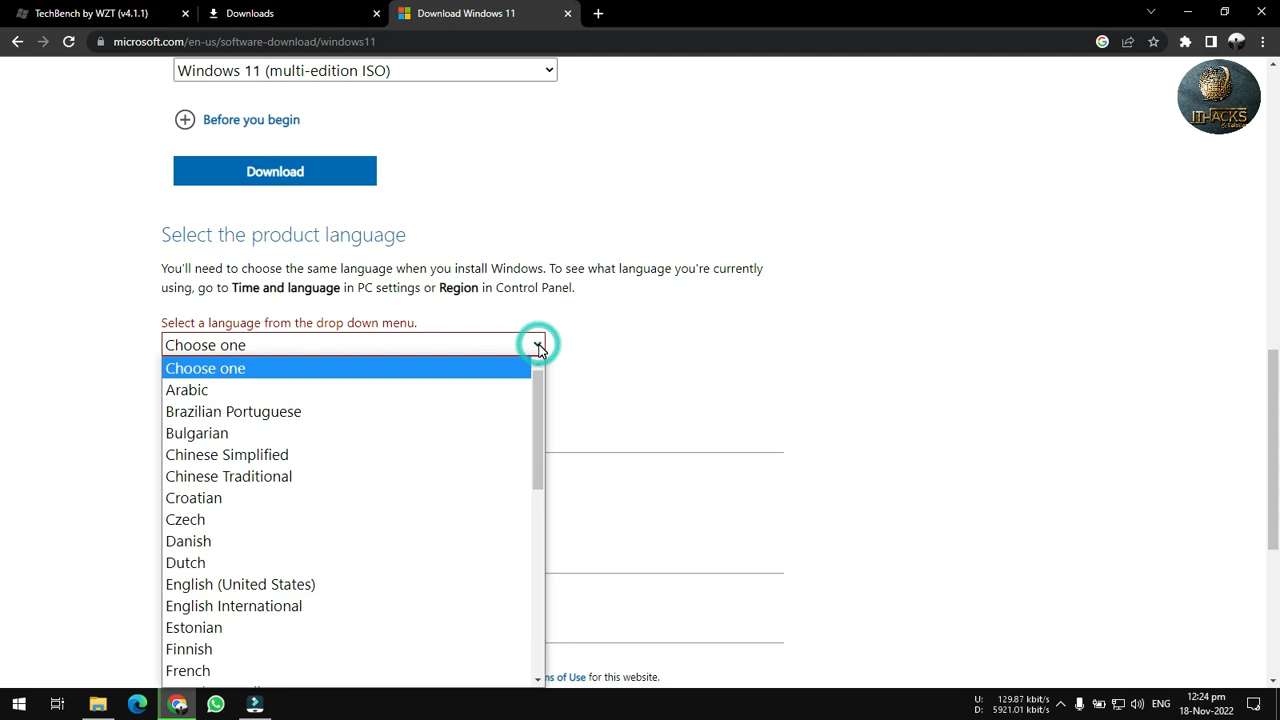 TechBench by WZT (v4.1.1)
Downloads
Download Windows 11
microsoft.com/en-us/software-download/windows11
Windows 11 (multi-edition ISO)
ITHACKS
Before you begin
Download
Select the product language
You'll need to choose the same language when you install Windows. To see what language you're currently
using, go to Time and language in PC settings or Region in Control Panel.
Select a language from the drop down menu.
Choose one
Choose one
Arabic
Brazilian Portuguese
Bulgarian
Chinese Simplified
Chinese Traditional
Croatian
Czech
Danish
Dutch
English (United States)
English International
Estonian
Finnish
French
of Use for this website.
U: 129.87 kbit/s
D: 5921.01 kbit/s
ENG
12:24 pm
18-Nov-2022